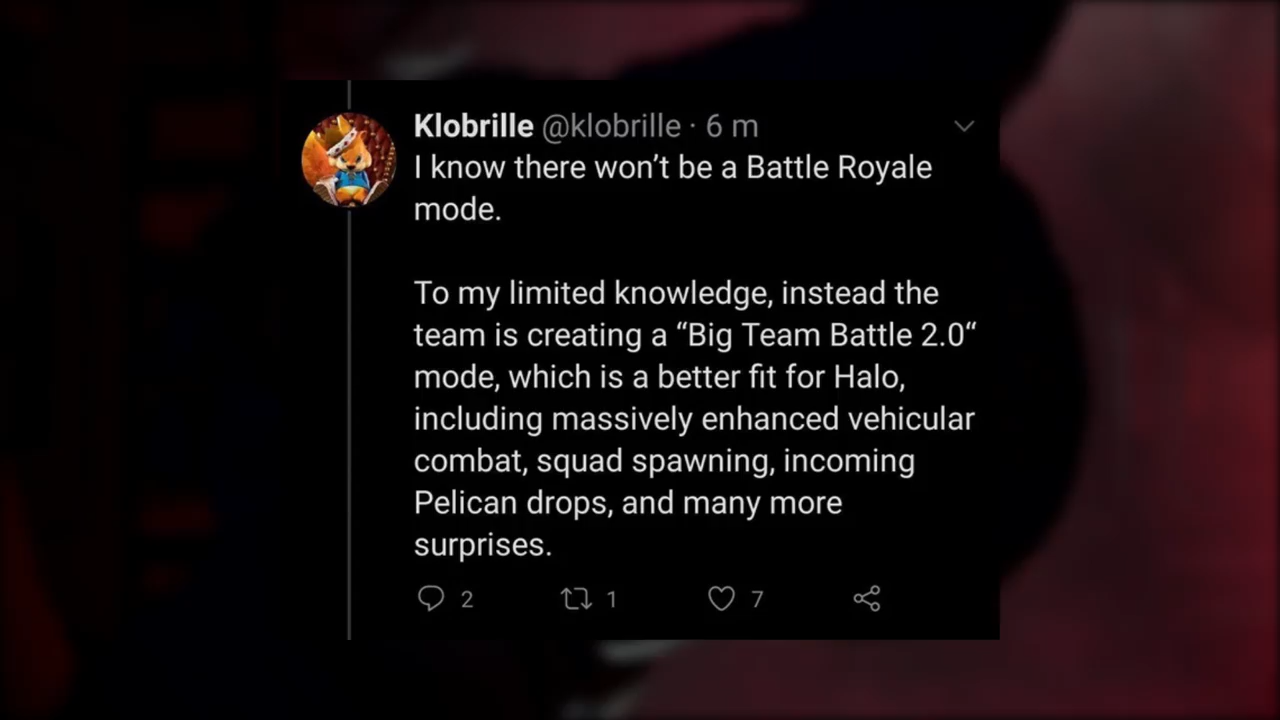 Klobrille @klobrille · 6 m
I know there won’t be a Battle Royale
mode.
To my limited knowledge, instead the
team is creating a “Big Team Battle 2.0“
mode, which is a better fit for Halo,
including massively enhanced vehicular
combat, squad spawning, incoming
Pelican drops, and many more
surprises.
2 1 7